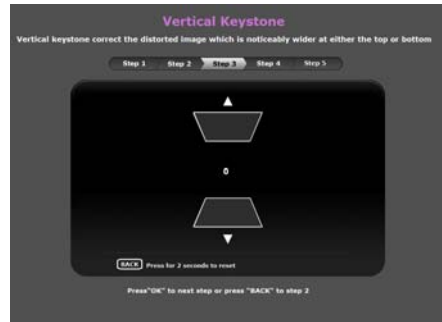 Vertical Keystone
Vertical keystone correct the distorted image which is noticeably wider at either the top or bottom
Step 1 Step 2 Step 3 Step 4 Step 5
0
BACK Press for 2 seconds to reset
Press"OK" to next step or press "BACK" to step 2